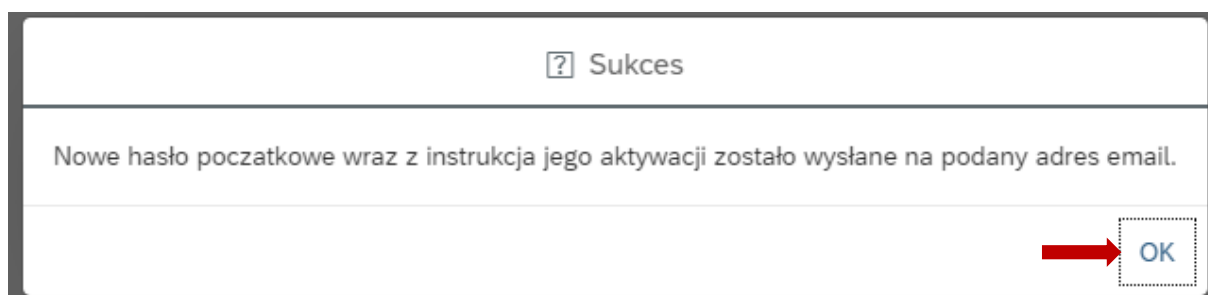 ? Sukces
Nowe hasło poczatkowe wraz z instrukcja jego aktywacji zostało wysłane na podany adres email.
OK